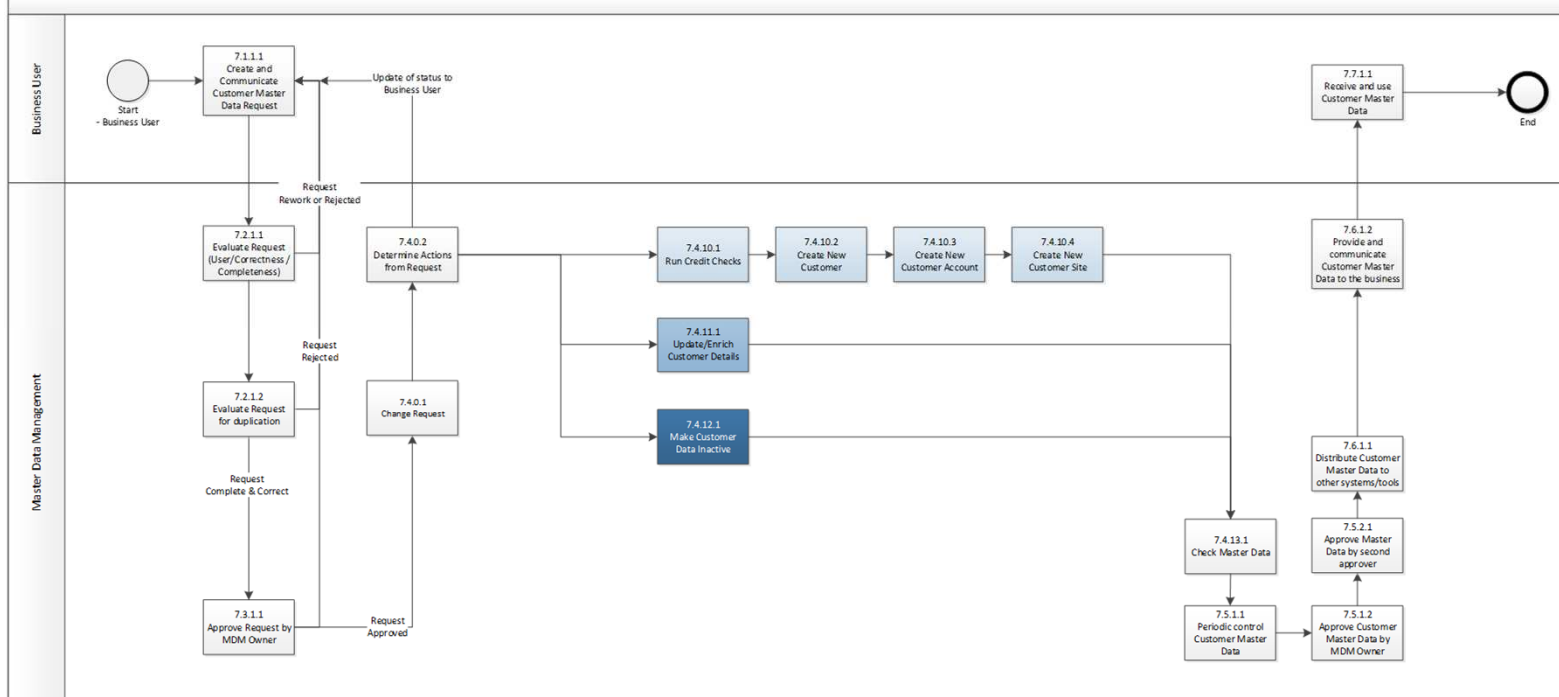 Business User
7.1.1.1
Create and
Communicate
Customer Master
Data Request
Start
- Business User
Update of status to
Business User
7.7.1.1
Receive and use
Customer Master
Data
End
Master Data Management
Request
Rework or Rejected
7.2.1.1
Evaluate Request
(User/Correctness /
Completeness)
7.4.0.2
Determine Actions
from Request
7.4.10.1
Run Credit Checks
7.4.10.2
Create New
Customer
7.4.10.3
Create New
Customer Account
7.4.10.4
Create New
Customer Site
7.6.1.2
Provide and
communicate
Customer Master
Data to the business
7.4.11.1
Update/Enrich
Customer Details
Request
Rejected
7.2.1.2
Evaluate Request
for duplication
7.4.0.1
Change Request
7.4.12.1
Make Customer
Data Inactive
7.6.1.1
Distribute Customer
Master Data to
other systems/tools
Request
Complete & Correct
7.4.13.1
Check Master Data
7.5.2.1
Approve Master
Data by second
approver
7.3.1.1
Approve Request by
MDM Owner
Request
Approved
7.5.1.1
Periodic control
Customer Master
Data
7.5.1.2
Approve Customer
Master Data by
MDM Owner